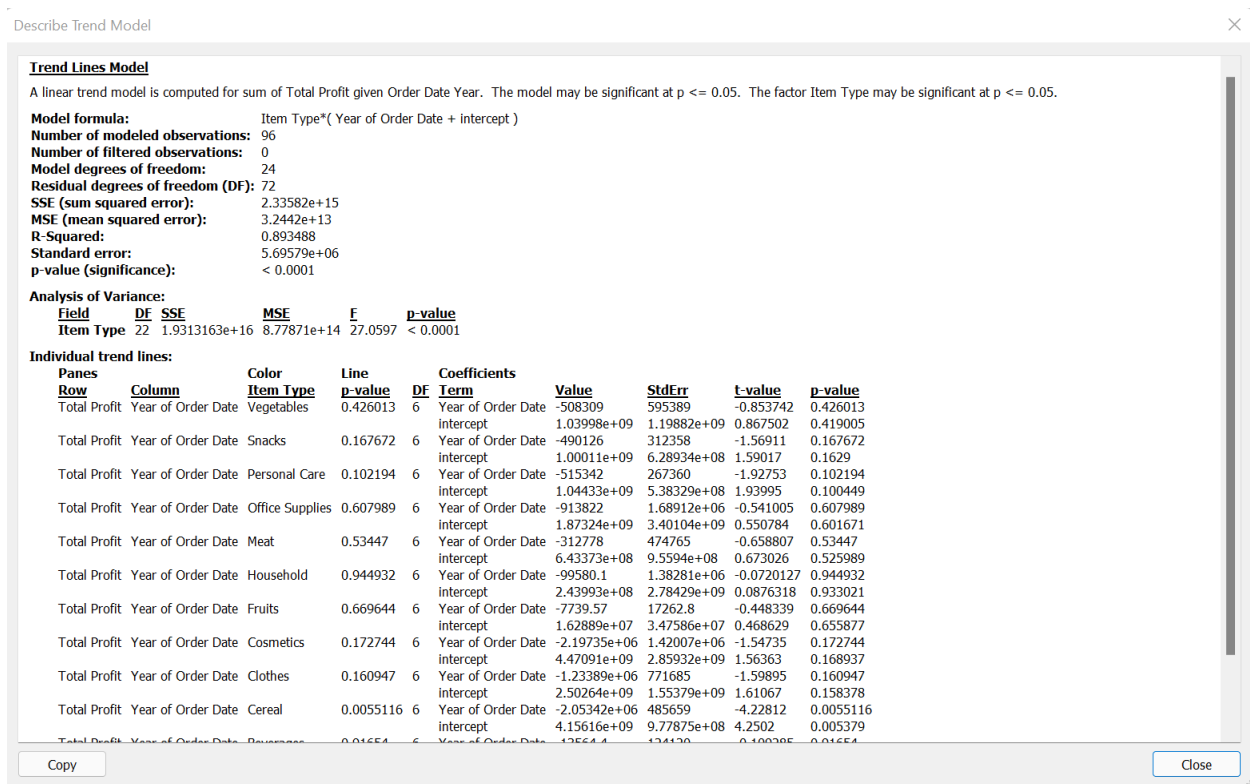 Describe Trend Model
Trend Lines Model
A linear trend model is computed for sum of Total Profit given Order Date Year. The model may be significant at p <= 0.05. The factor Item Type may be significant at p <= 0.05.
Model formula: Item Type*( Year of Order Date + intercept )
Number of modeled observations: 96
Number of filtered observations: 0
Model degrees of freedom: 24
Residual degrees of freedom (DF): 72
SSE (sum squared error): 2.33582e+15
MSE (mean squared error): 3.2442e+13
R-Squared: 0.893488
Standard error: 5.69579e+06
p-value (significance): < 0.0001
Analysis of Variance:
Field DF SSE MSE F p-value
Item Type 22 1.9313163e+16 8.77871e+14 27.0597 < 0.0001
Individual trend lines:
Panes Color Line Coefficients
Row Column Item Type p-value DF Term Value StdErr t-value p-value
Total Profit Year of Order Date Vegetables 0.426013 6 Year of Order Date -508309 595389 -0.853742 0.426013
intercept 1.03998e+09 1.19882e+09 0.867502 0.419005
Total Profit Year of Order Date Snacks 0.167672 6 Year of Order Date -490126 312358 -1.56911 0.167672
intercept 1.00011e+09 6.28934e+08 1.59017 0.1629
Total Profit Year of Order Date Personal Care 0.102194 6 Year of Order Date -515342 267360 -1.92753 0.102194
intercept 1.04433e+09 5.38329e+08 1.93995 0.100449
Total Profit Year of Order Date Office Supplies 0.607989 6 Year of Order Date -913822 1.68912e+06 -0.541005 0.607989
intercept 1.87324e+09 3.40104e+09 0.550784 0.601671
Total Profit Year of Order Date Meat 0.53447 6 Year of Order Date -312778 474765 -0.658807 0.53447
intercept 6.43373e+08 9.5594e+08 0.673026 0.525989
Total Profit Year of Order Date Household 0.944932 6 Year of Order Date -99580.1 1.38281e+06 -0.0720127 0.944932
intercept 2.43993e+08 2.78429e+09 0.0876318 0.933021
Total Profit Year of Order Date Fruits 0.669644 6 Year of Order Date -7739.57 17262.8 -0.448339 0.669644
intercept 1.62889e+07 3.47586e+07 0.468629 0.655877
Total Profit Year of Order Date Cosmetics 0.172744 6 Year of Order Date -2.19735e+06 1.42007e+06 -1.54735 0.172744
intercept 4.47091e+09 2.85932e+09 1.56363 0.168937
Total Profit Year of Order Date Clothes 0.160947 6 Year of Order Date -1.23389e+06 771685 -1.59895 0.160947
intercept 2.50264e+09 1.55379e+09 1.61067 0.158378
Total Profit Year of Order Date Cereal 0.0055116 6 Year of Order Date -2.05342e+06 485659 -4.22812 0.0055116
intercept 4.15616e+09 9.77875e+08 4.2502 0.005379
Total Profit Year of Order Date Beverages 6 Year of Order Date
Copy Close